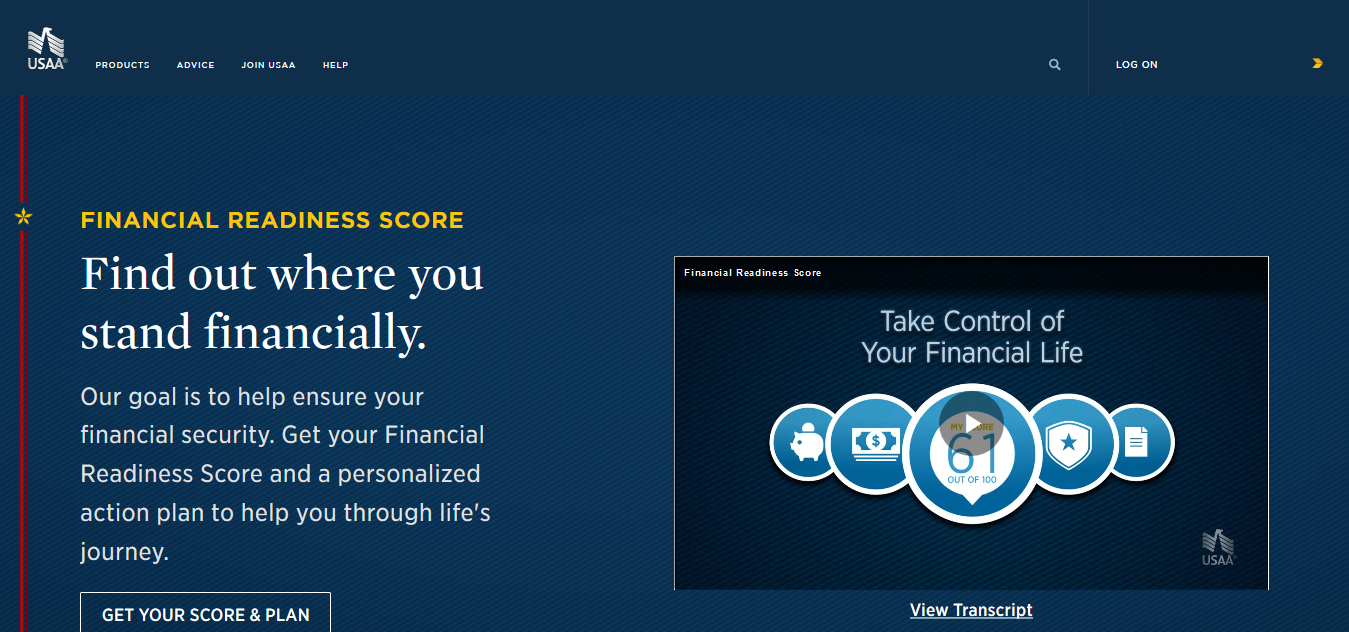 USAA®
PRODUCTS
ADVICE
JOIN USAA
HELP
LOG ON
FINANCIAL READINESS SCORE
Find out where you
stand financially.
Our goal is to help ensure your
financial security. Get your Financial
Readiness Score and a personalized
action plan to help you through life's
journey.
GET YOUR SCORE & PLAN
Financial Readiness Score
Take Control of
Your Financial Life
$
MY SCORE
61
OUT OF 100
USAA®
View Transcript